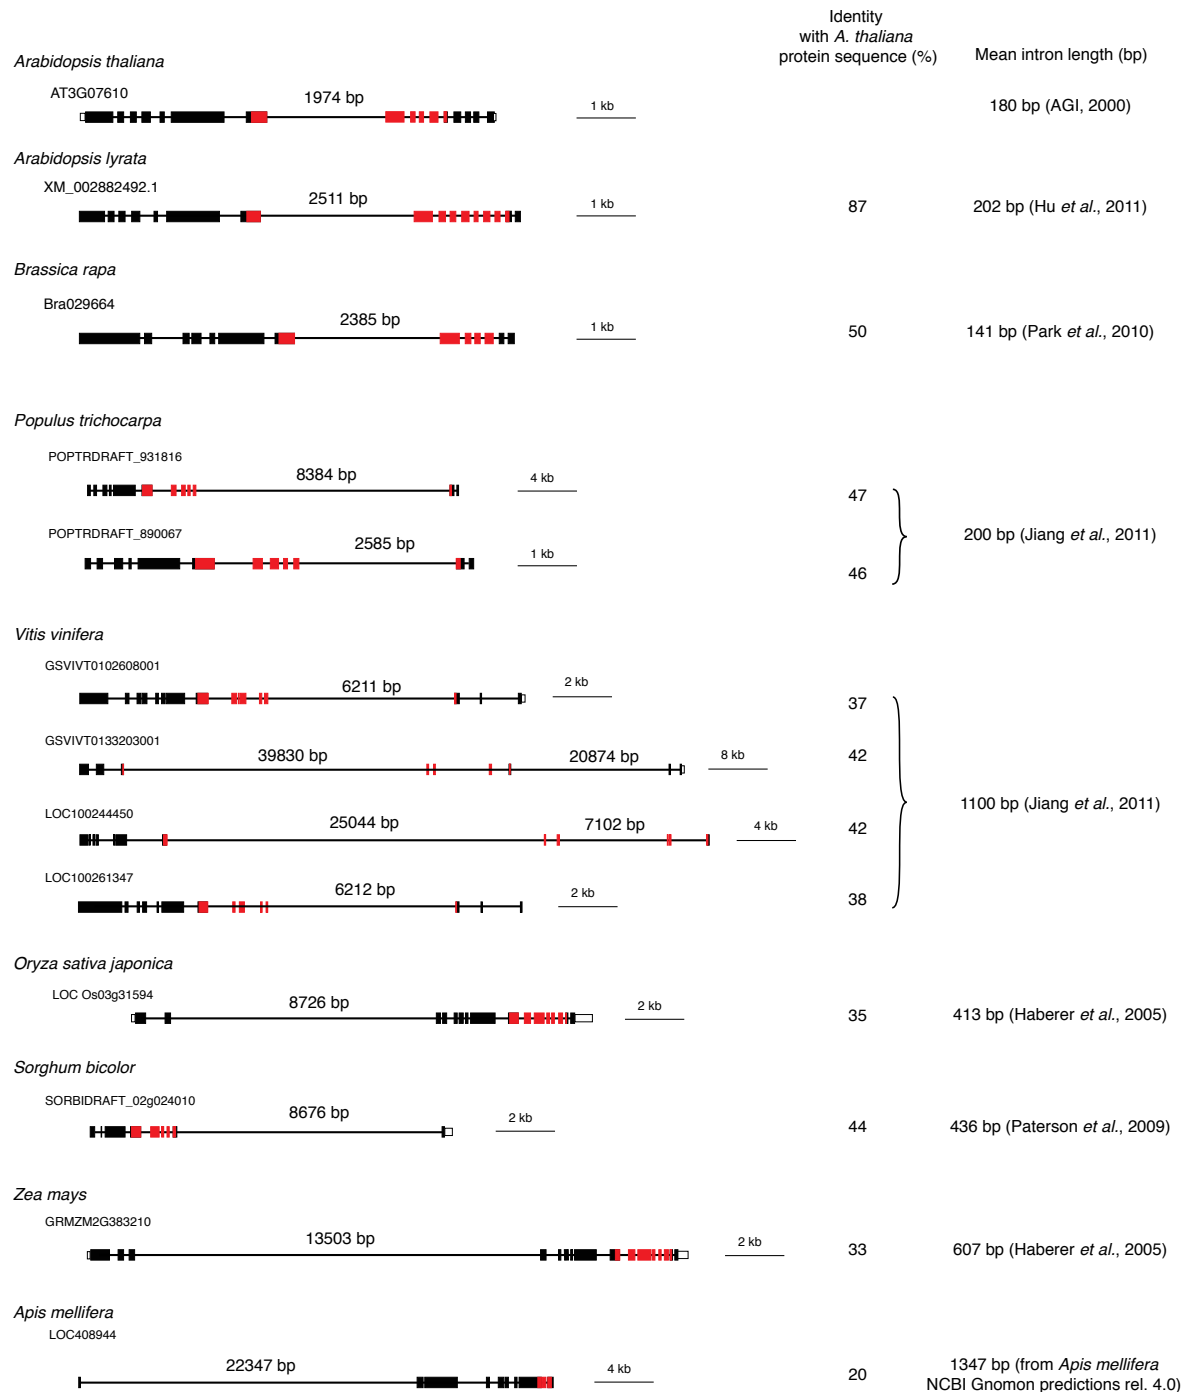 Identity
with A. thaliana
protein sequence (%)
Mean intron length (bp)
Arabidopsis thaliana
AT3G07610
1974 bp
1 kb
180 bp (AGI, 2000)
Arabidopsis lyrata
XM_002882492.1
2511 bp
1 kb
87
202 bp (Hu et al., 2011)
Brassica rapa
Bra029664
2385 bp
1 kb
50
141 bp (Park et al., 2010)
Populus trichocarpa
POPTRDRAFT_931816
8384 bp
4 kb
47
POPTRDRAFT_890067
2585 bp
1 kb
46
200 bp (Jiang et al., 2011)
Vitis vinifera
GSVIVT0102608001
6211 bp
2 kb
37
GSVIVT0133203001
39830 bp
20874 bp
8 kb
42
1100 bp (Jiang et al., 2011)
LOC100244450
25044 bp
7102 bp
4 kb
42
LOC100261347
6212 bp
2 kb
38
Oryza sativa japonica
LOC Os03g31594
8726 bp
2 kb
35
413 bp (Haberer et al., 2005)
Sorghum bicolor
SORBIDRAFT_02g024010
8676 bp
2 kb
44
436 bp (Paterson et al., 2009)
Zea mays
GRMZM2G383210
13503 bp
2 kb
33
607 bp (Haberer et al., 2005)
Apis mellifera
LOC408944
22347 bp
4 kb
20
1347 bp (from Apis mellifera
NCBI Gnomon predictions rel. 4.0)